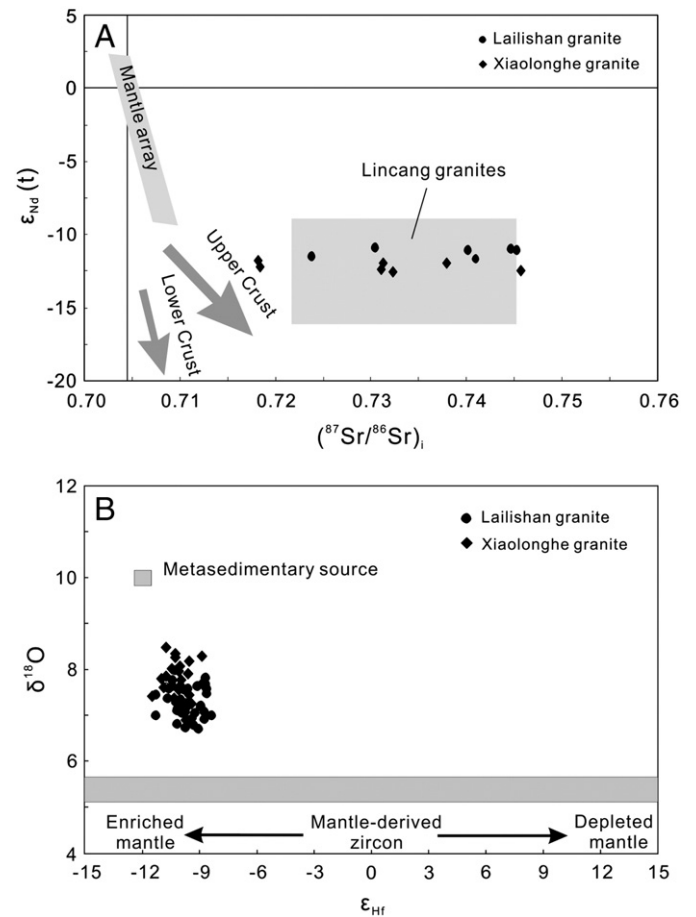 A
Lailishan granite
Xiaolonghe granite
Mantle array
Lincang granites
Upper Crust
Lower Crust
5
0
-5
-10
-15
-20
εNd(t)
0.70 0.71 0.72 0.73 0.74 0.75 0.76
(⁸⁷Sr/⁸⁶Sr)i
B
Lailishan granite
Xiaolonghe granite
Metasedimentary source
12
10
8
6
4
δ¹⁸O
Enriched mantle
Mantle-derived zircon
Depleted mantle
-15 -12 -9 -6 -3 0 3 6 9 12 15
εHf